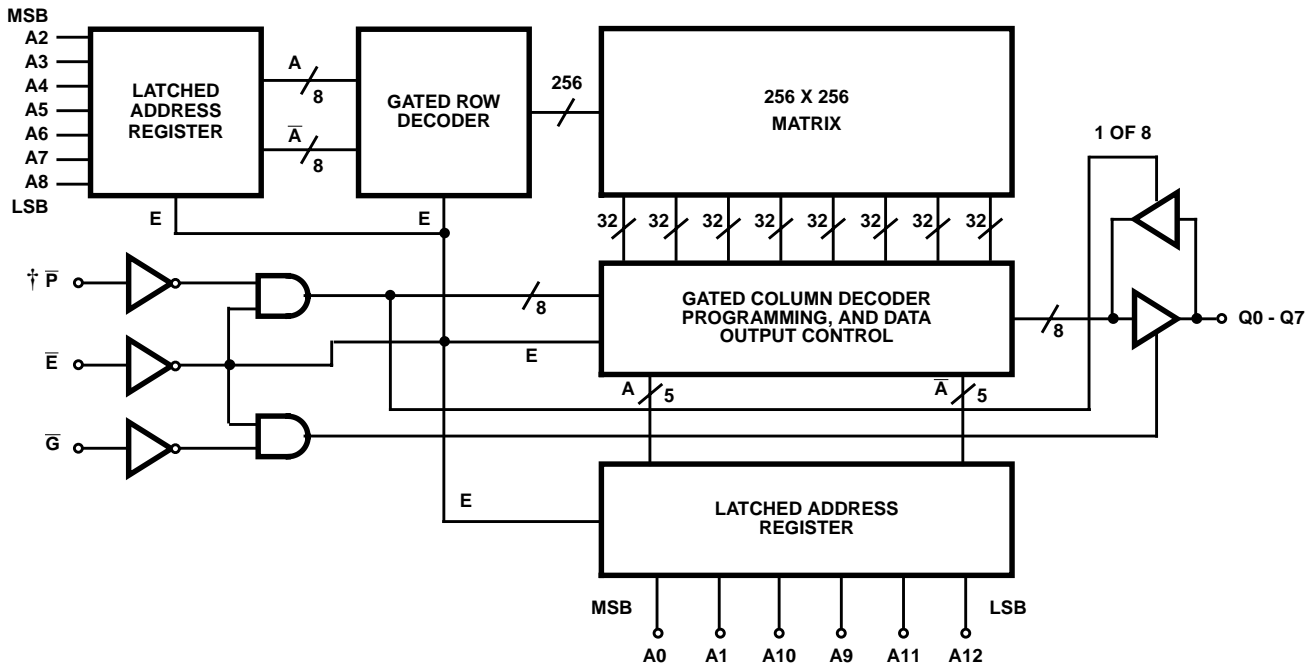 MSB
A2
A3
A4
A5
A6
A7
A8
LSB
LATCHED
ADDRESS
REGISTER
A
8
A̅
8
GATED ROW
DECODER
256
256 X 256
MATRIX
1 OF 8
E
E
32
32
32
32
32
32
32
32
† P̅
8
GATED COLUMN DECODER
PROGRAMMING, AND DATA
OUTPUT CONTROL
8
Q0 - Q7
E̅
E
A
5
A̅
5
G̅
E
LATCHED ADDRESS
REGISTER
MSB
LSB
A0
A1
A10
A9
A11
A12